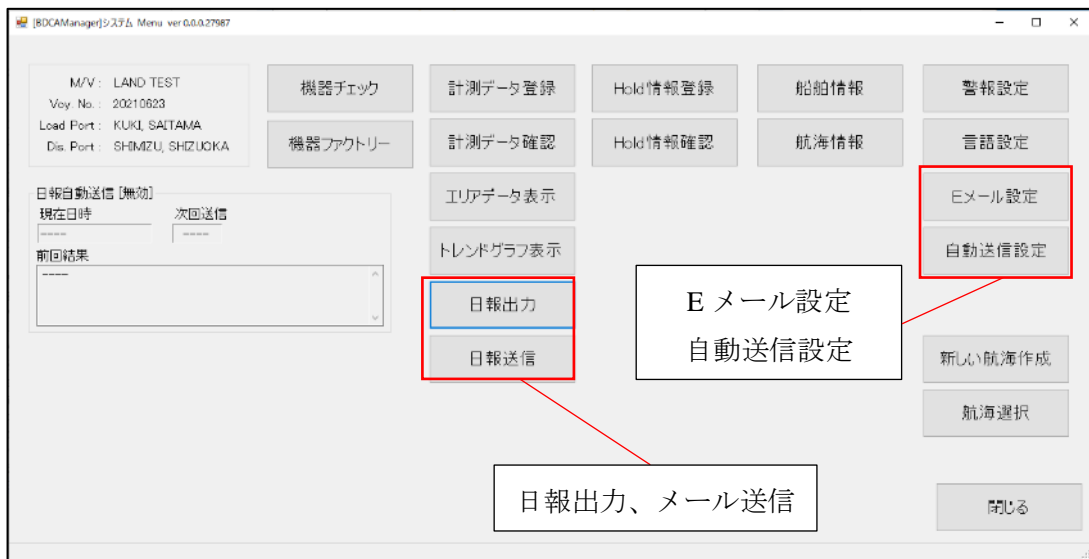 [BDCAManager]システム Menu ver 0.0.0.27987
M/V : LAND TEST
Voy. No. : 20210623
Load Port : KUKI, SAITAMA
Dis. Port : SHIMIZU, SHIZUOKA
機器チェック
機器ファクトリー
計測データ登録
計測データ確認
エリアデータ表示
トレンドグラフ表示
日報出力
日報送信
Hold情報登録
Hold情報確認
船舶情報
航海情報
警報設定
言語設定
Eメール設定
自動送信設定
新しい航海作成
航海選択
閉じる
日報自動送信 [無効]
現在日時 次回送信
---- ----
前回結果
----
E メール設定
自動送信設定
日報出力、メール送信